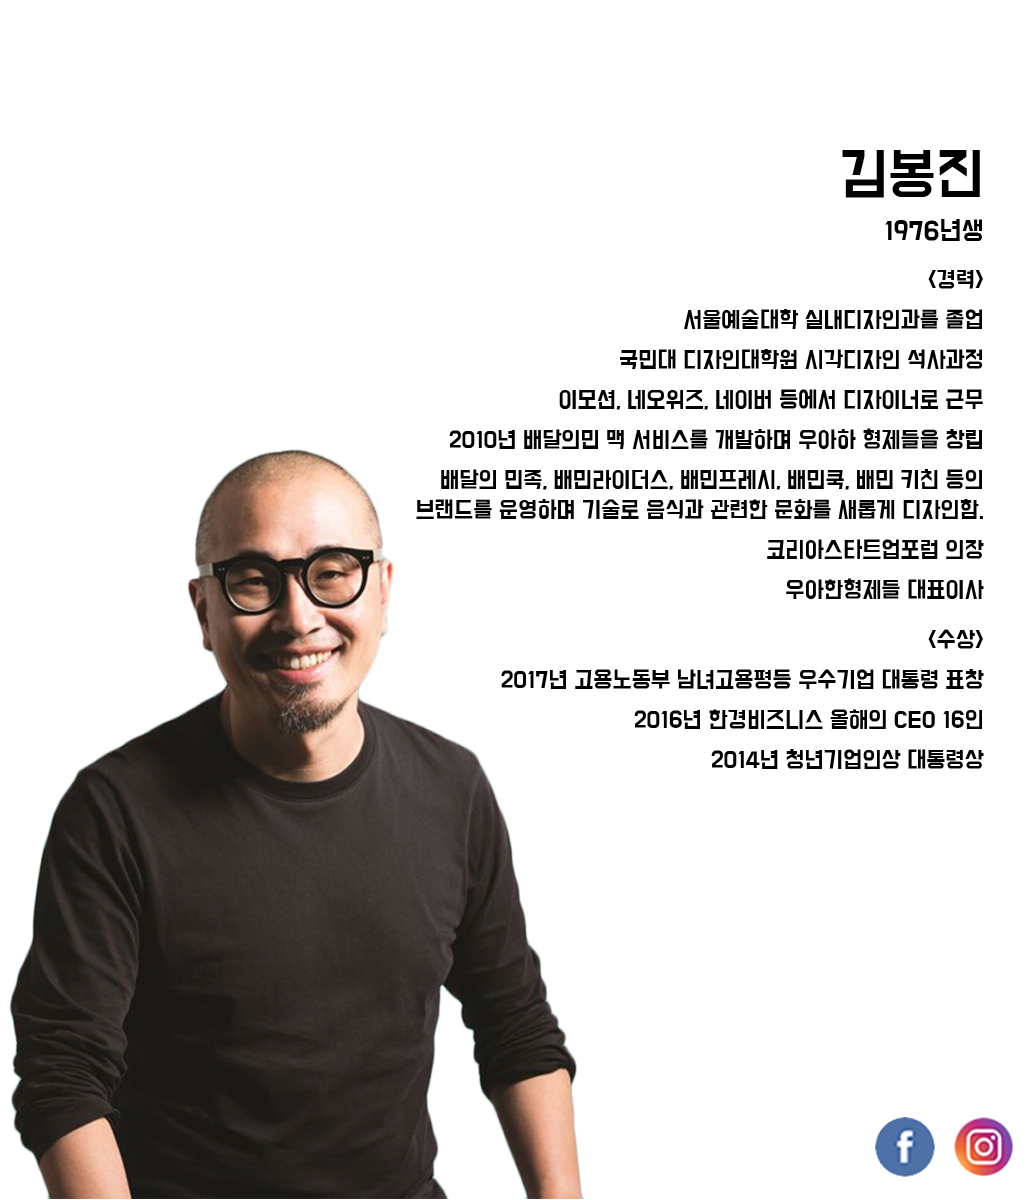 김봉진
1976년생
<경력>
서울예술대학 실내디자인과를 졸업
국민대 디자인대학원 시각디자인 석사과정
이모션, 네오위즈, 네이버 등에서 디자이너로 근무
2010년 배달의민 맥 서비스를 개발하며 우아하 형제들을 창립
배달의 민족, 배민라이더스, 배민프레시, 배민쿡, 배민 키친 등의
브랜드를 운영하며 기술로 음식과 관련한 문화를 새롭게 디자인함.
코리아스타트업포럼 의장
우아한형제들 대표이사
<수상>
2017년 고용노동부 남녀고용평등 우수기업 대통령 표창
2016년 한경비즈니스 올해의 CEO 16인
2014년 청년기업인상 대통령상
f